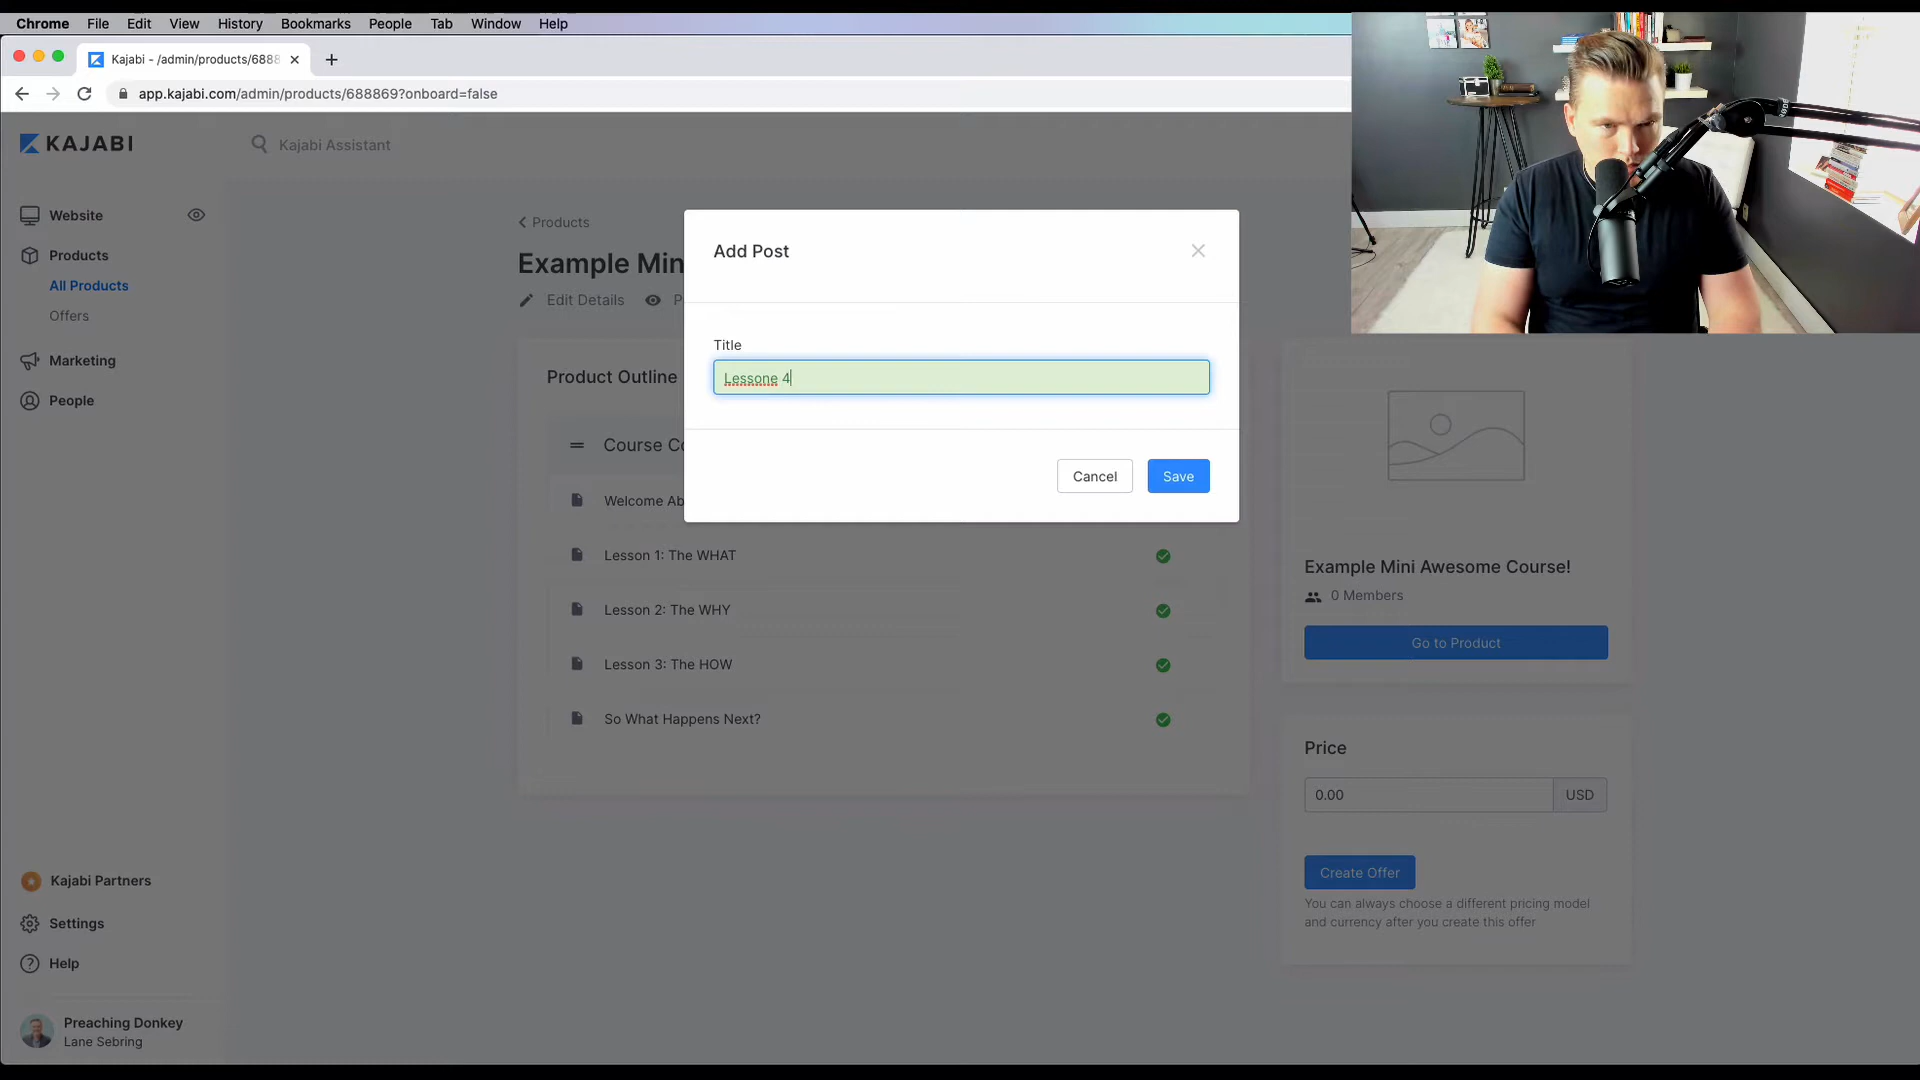 Chrome File Edit View History Bookmarks People Tab Window Help
Kajabi - /admin/products/6888
app.kajabi.com/admin/products/688869?onboard=false
KAJABI
Kajabi Assistant
Website
Products
All Products
Offers
Marketing
People
Kajabi Partners
Settings
Help
Preaching Donkey
Lane Sebring
Products
Example Min
Edit Details P
Product Outline
Course Co
Welcome Ab
Lesson 1: The WHAT
Lesson 2: The WHY
Lesson 3: The HOW
So What Happens Next?
Add Post
Title
Lessone 4
Cancel
Save
Example Mini Awesome Course!
0 Members
Go to Product
Price
0.00 USD
Create Offer
You can always choose a different pricing model
and currency after you create this offer